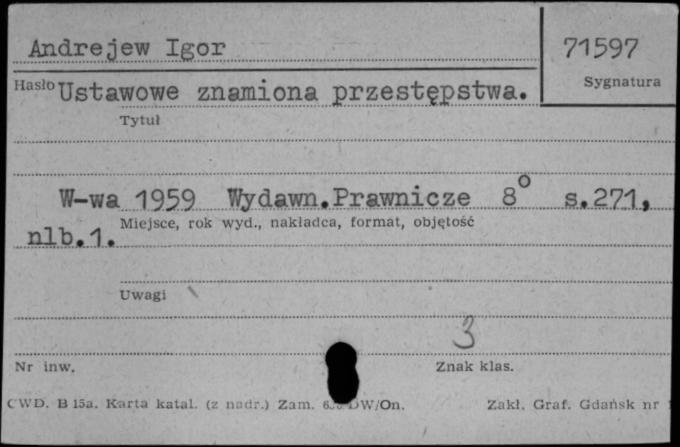 Andrejew Igor 71597
Hasło Sygnatura
Ustawowe znamiona przestępstwa.
Tytuł
W-wa 1959 Wydawn.Prawnicze 8° s.271,
Miejsce, rok wyd., nakładca, format, objętość
nlb.1.
Uwagi
3
Nr inw. Znak klas.
CWD. B 15a. Karta katal. (z nadr.) Zam. DW/On. Zakł. Graf. Gdańsk nr